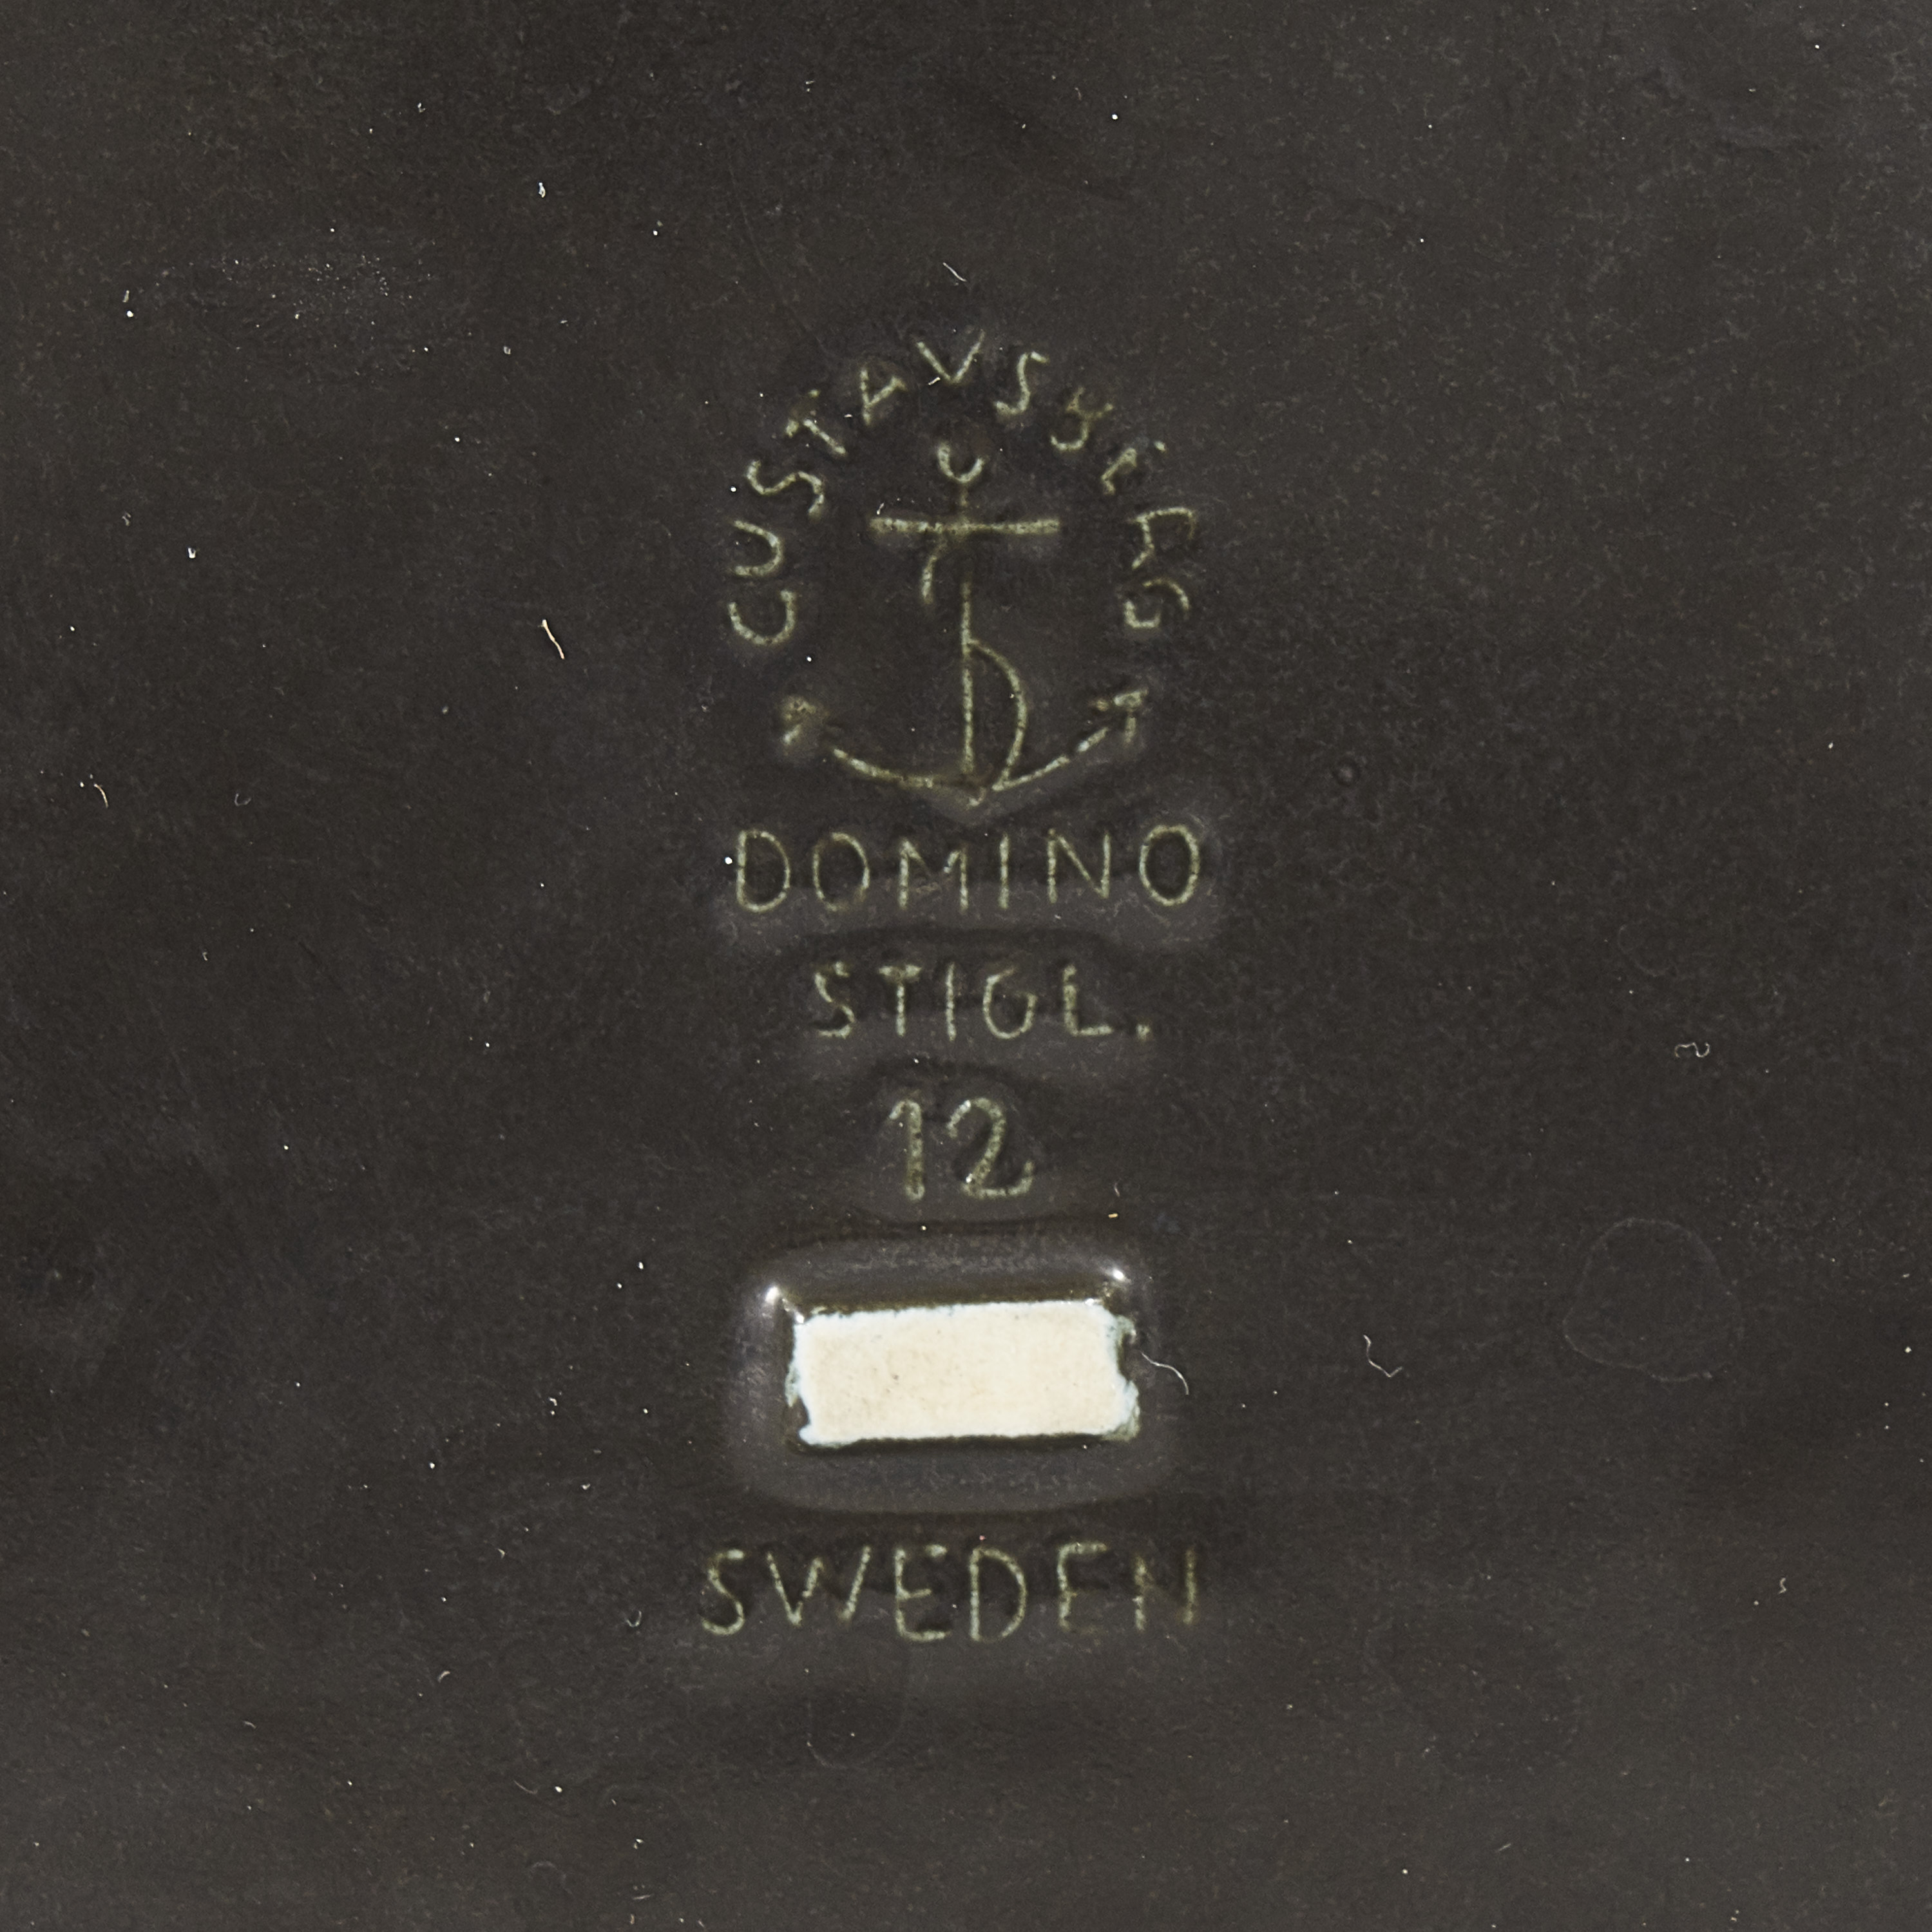 GUSTAVSBERG
DOMINO
STIGL.
12
SWEDEN